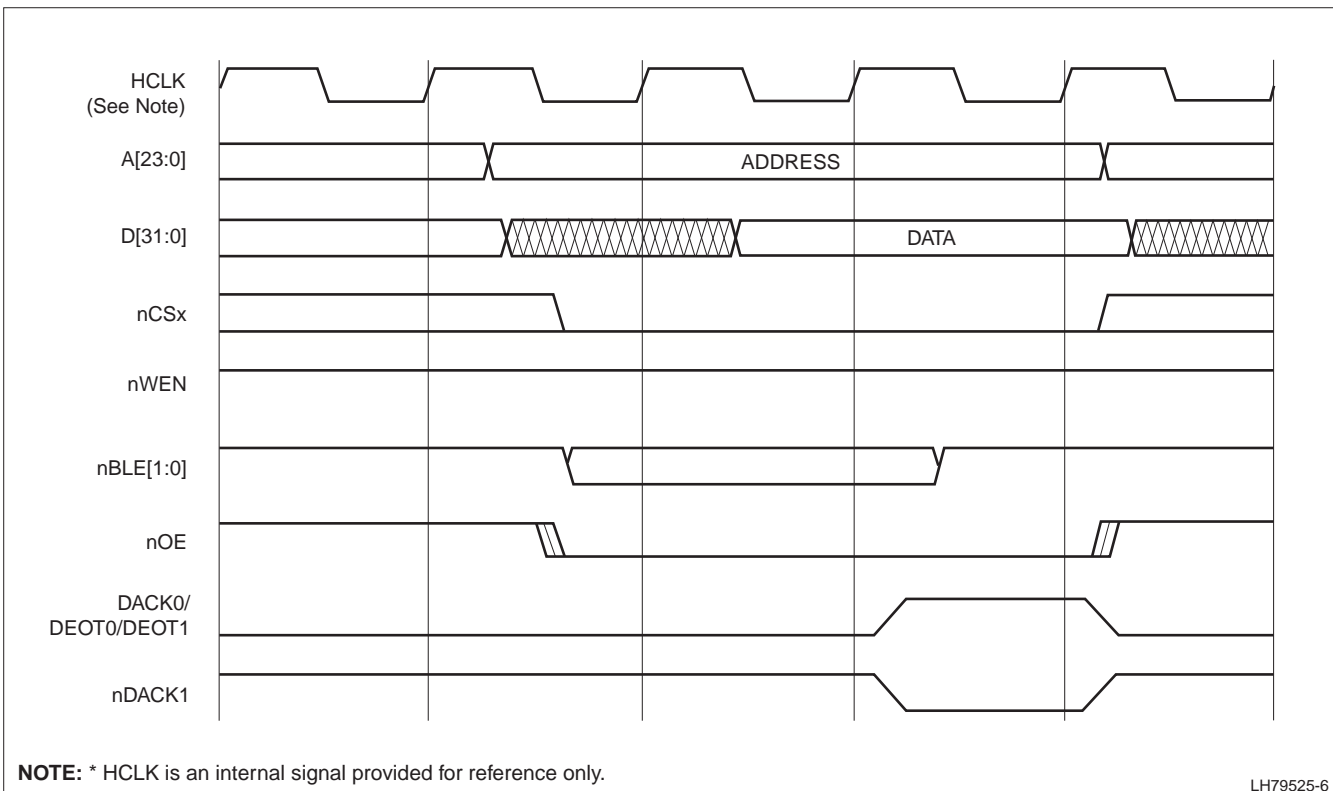 HCLK
(See Note)
A[23:0]
ADDRESS
D[31:0]
DATA
nCSx
nWEN
nBLE[1:0]
nOE
DACK0/
DEOT0/DEOT1
nDACK1
NOTE: * HCLK is an internal signal provided for reference only.
LH79525-6